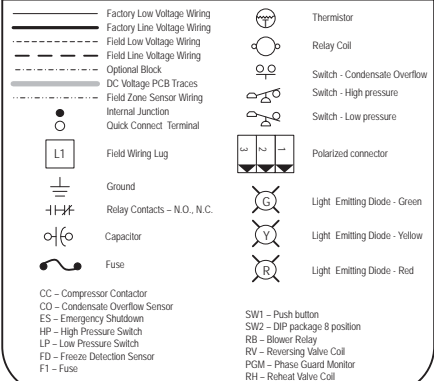 Factory Low Voltage Wiring
Factory Line Voltage Wiring
Field Low Voltage Wiring
Field Line Voltage Wiring
Optional Block
DC Voltage PCB Traces
Field Zone Sensor Wiring
Internal Junction
Quick Connect Terminal
L1 Field Wiring Lug
Ground
Relay Contacts – N.O., N.C.
Capacitor
Fuse
Thermistor
Relay Coil
Switch - Condensate Overflow
Switch - High pressure
Switch - Low pressure
3 2 1 Polarized connector
G Light Emitting Diode - Green
Y Light Emitting Diode - Yellow
R Light Emitting Diode - Red
CC – Compressor Contactor
CO – Condensate Overflow Sensor
ES – Emergency Shutdown
HP – High Pressure Switch
LP – Low Pressure Switch
FD – Freeze Detection Sensor
F1 – Fuse
SW1 – Push button
SW2 – DIP package 8 position
RB – Blower Relay
RV – Reversing Valve Coil
PGM – Phase Guard Monitor
RH – Reheat Valve Coil